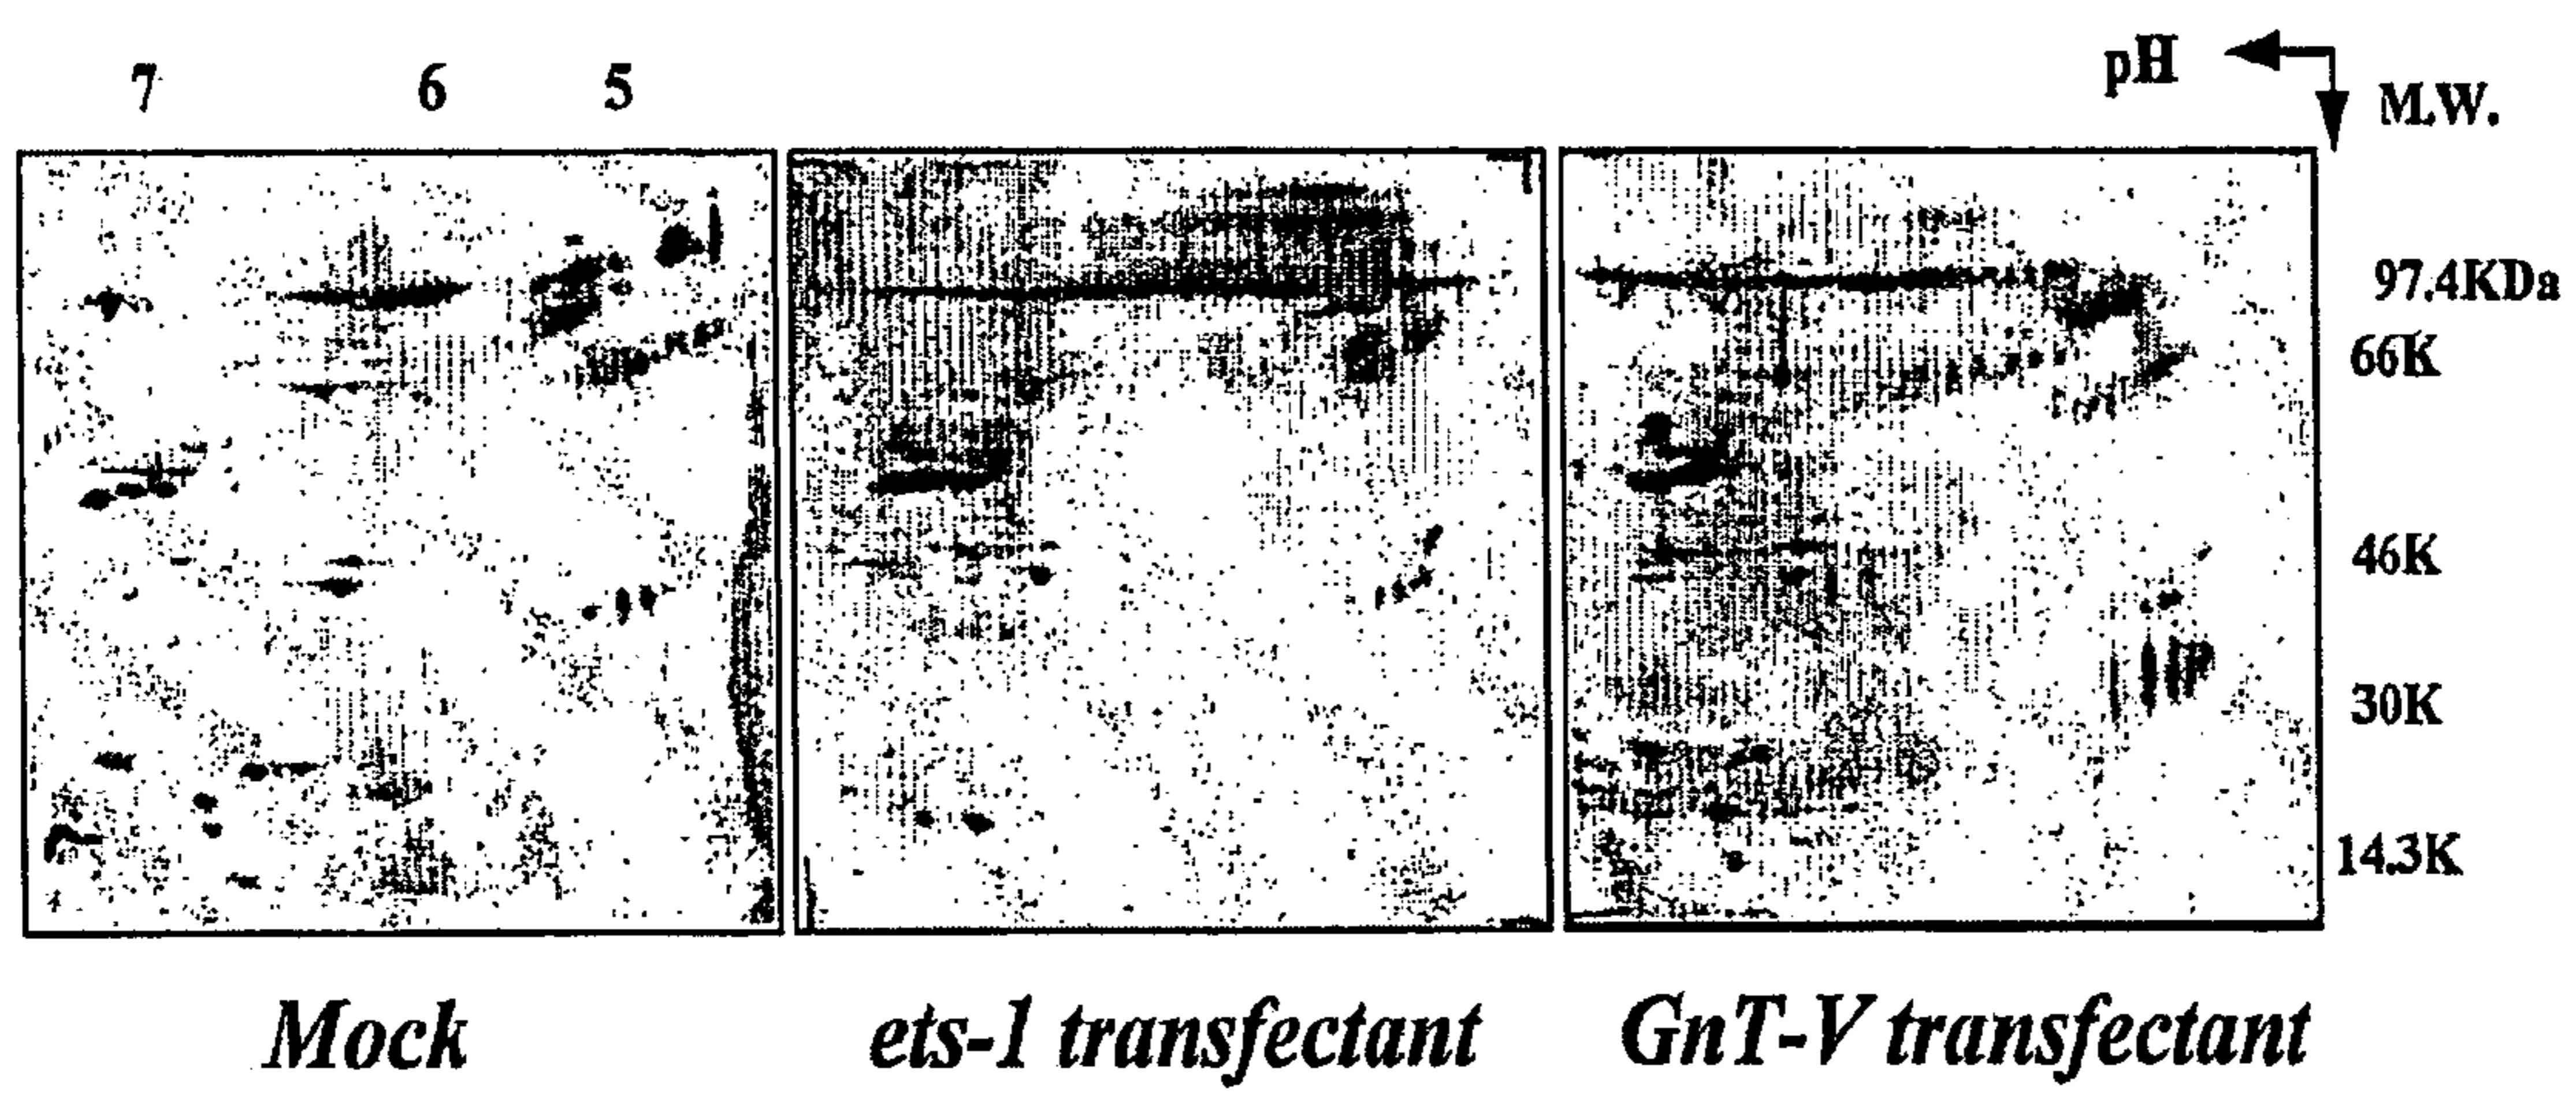 7 6 5 pH
M.W.
97.4KDa
66K
46K
30K
14.3K
Mock ets-1 transfectant GnT-V transfectant